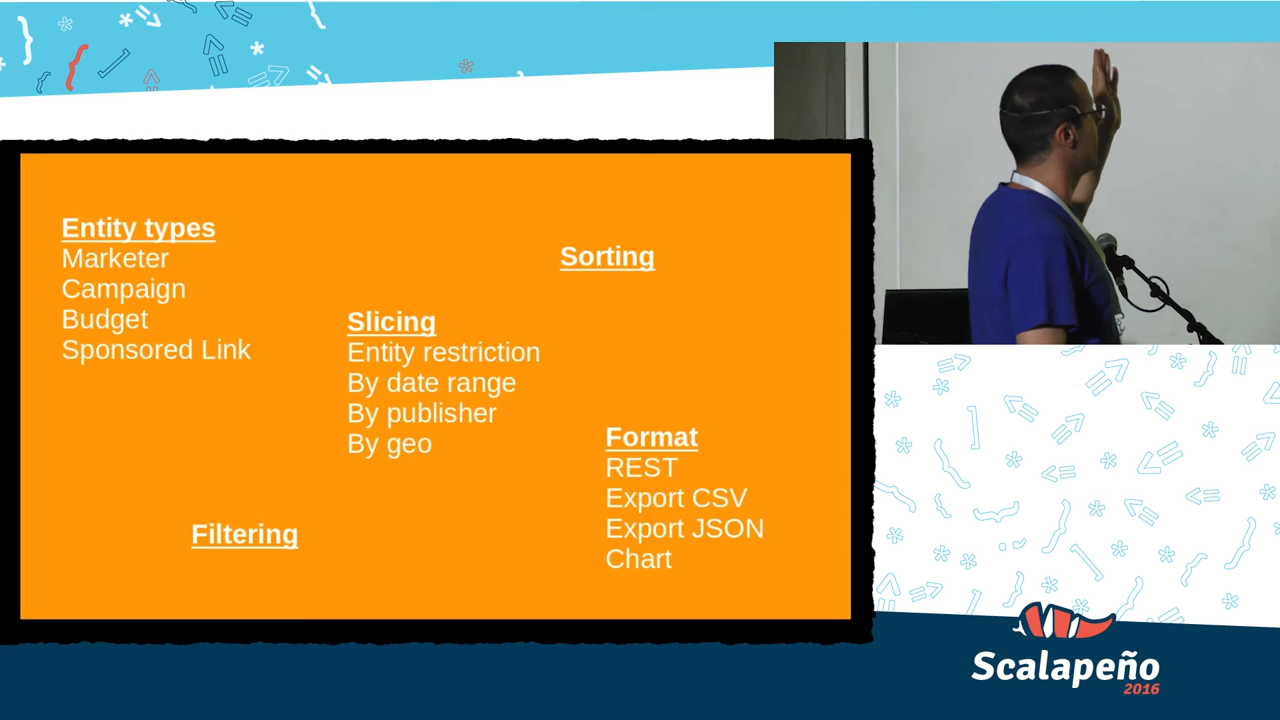 Entity types
Marketer
Campaign
Budget
Sponsored Link
Sorting
Slicing
Entity restriction
By date range
By publisher
By geo
Format
REST
Export CSV
Export JSON
Chart
Filtering
Scalapeño
2016